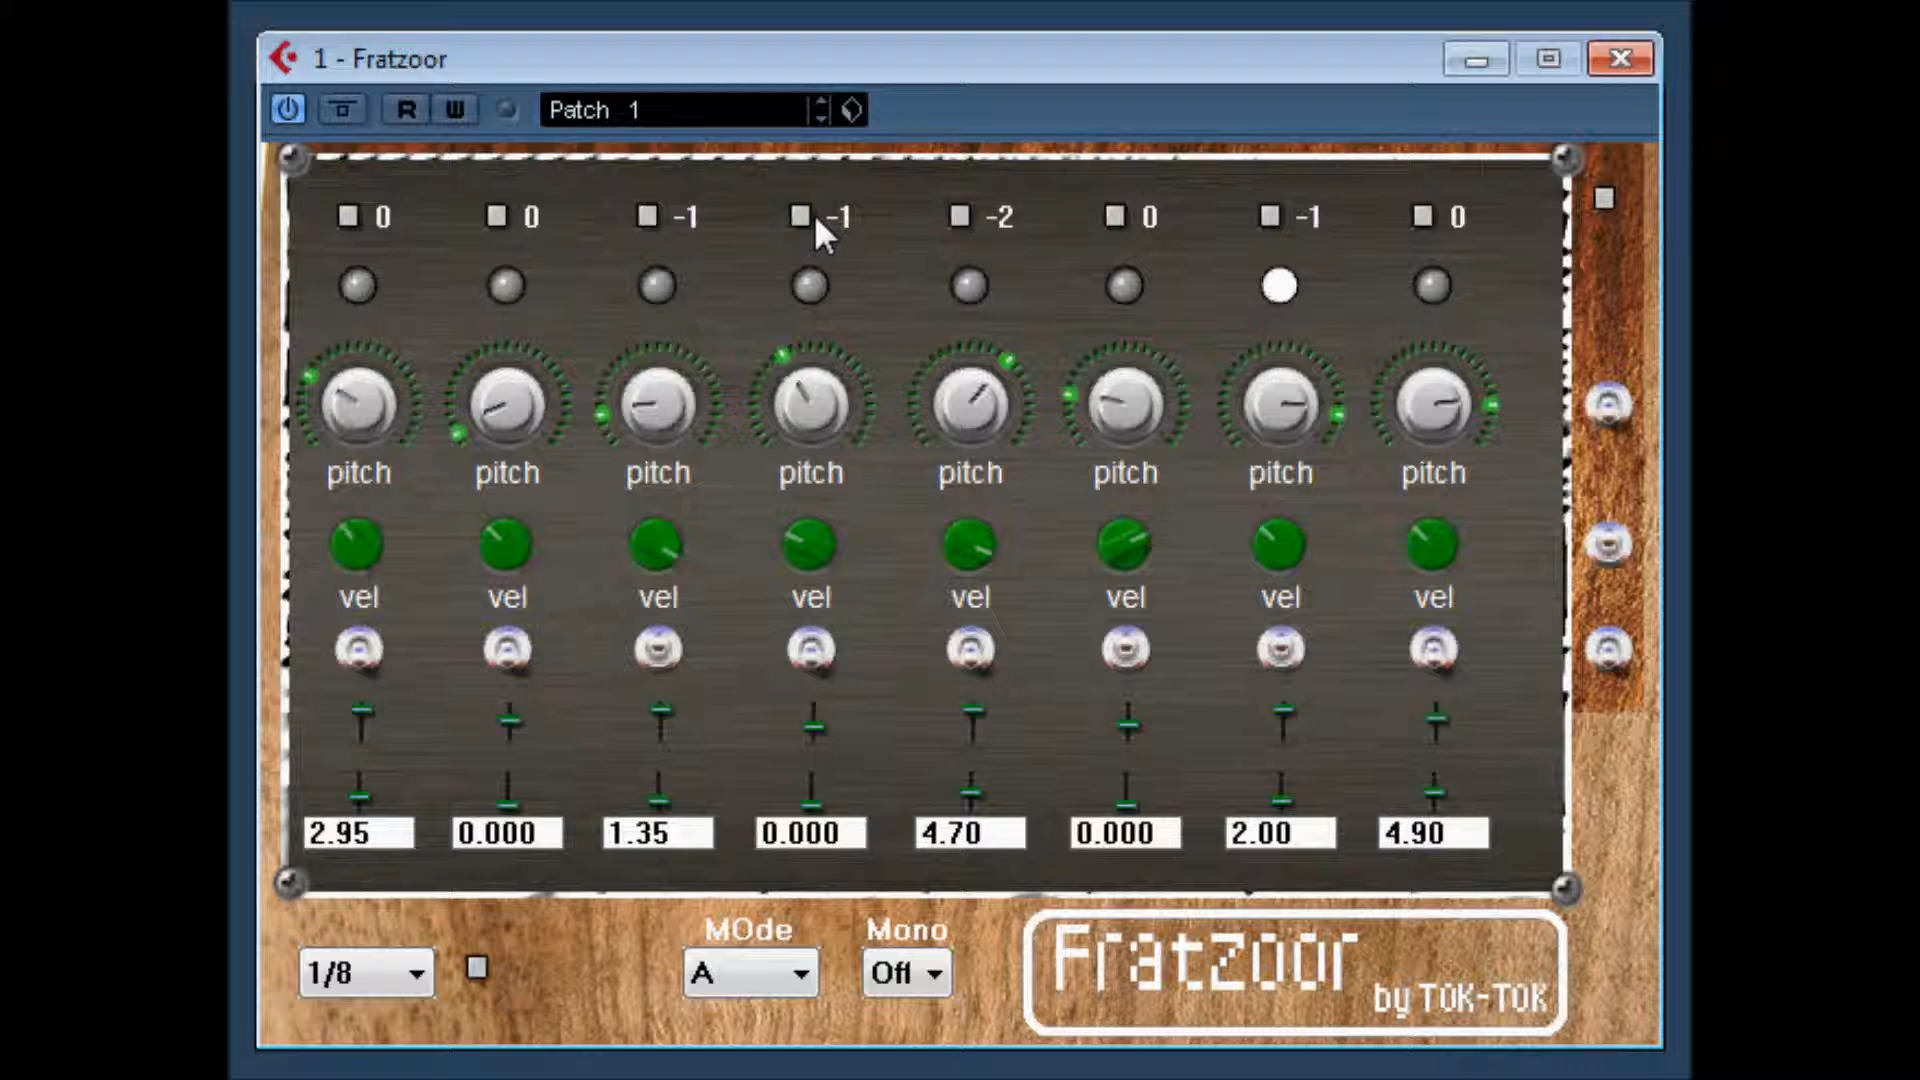 1 - Fratzoor
R W Patch 1
0 0 -1 -1 -2 0 -1 0
pitch pitch pitch pitch pitch pitch pitch pitch
vel vel vel vel vel vel vel vel
2.95 0.000 1.35 0.000 4.70 0.000 2.00 4.90
MOde Mono
1/8 A Off
Fratzoor
by TOK-TOK